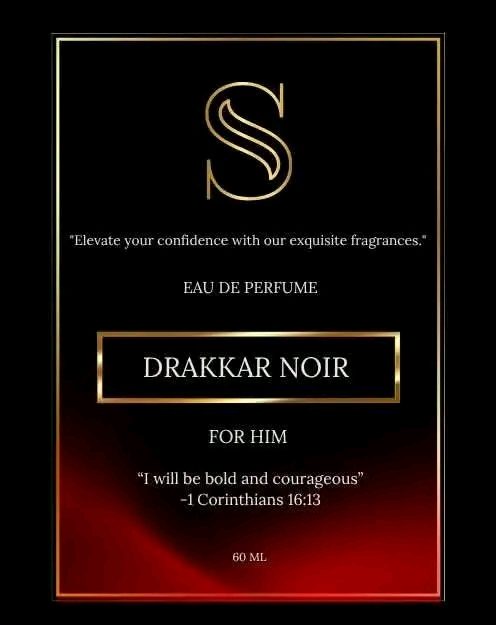 S
"Elevate your confidence with our exquisite fragrances."
EAU DE PERFUME
DRAKKAR NOIR
FOR HIM
“I will be bold and courageous”
-1 Corinthians 16:13
60 ML